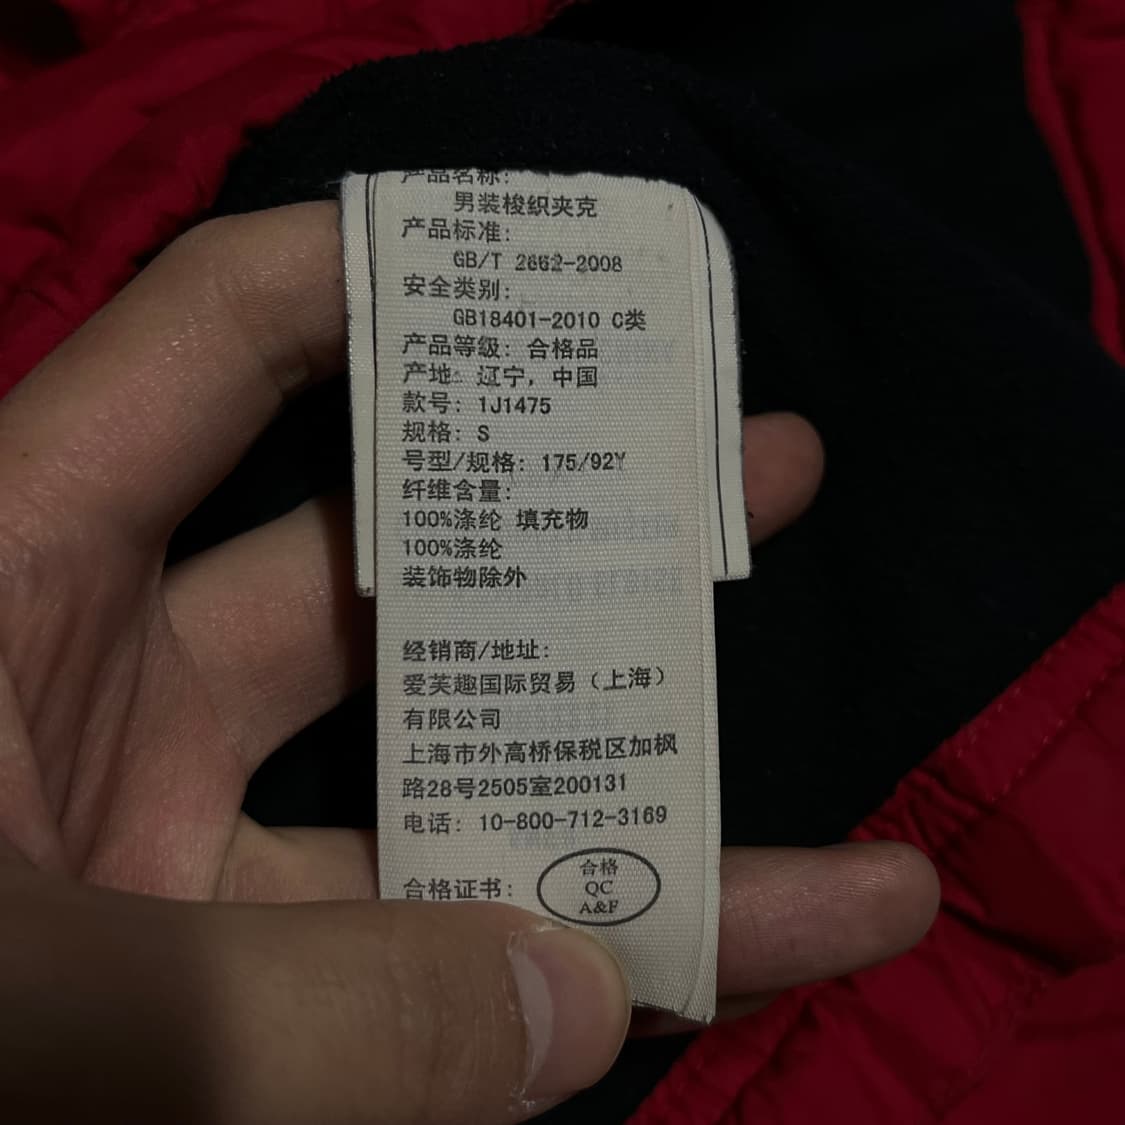 产品名称:
男装梭织夹克
产品标准:
GB/T 2662-2008
安全类别:
GB18401-2010 C类
产品等级: 合格品
产地: 辽宁, 中国
款号: 1J1475
规格: S
号型/规格: 175/92Y
纤维含量:
100%涤纶 填充物
100%涤纶
装饰物除外
经销商/地址:
爱芙趣国际贸易（上海）
有限公司
上海市外高桥保税区加枫
路28号2505室200131
电话: 10-800-712-3169
合格证书:
合格
QC
A&F